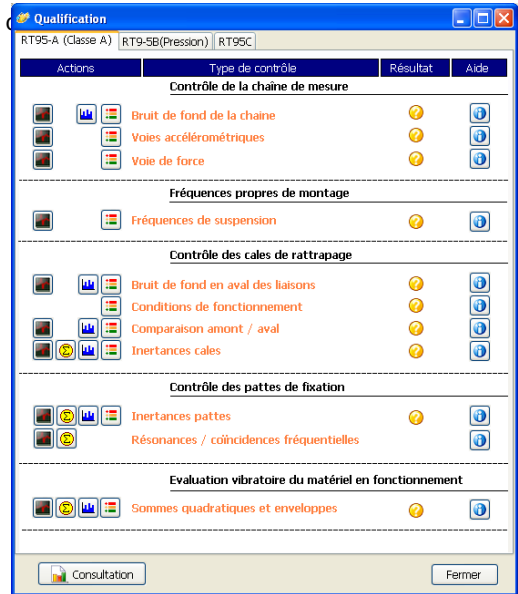 Qualification
RT95-A (Classe A) RT9-5B(Pression) RT95C
Actions Type de contrôle Résultat Aide
Contrôle de la chaîne de mesure
Bruit de fond de la chaine
Voies accélérométriques
Voie de force
Fréquences propres de montage
Fréquences de suspension
Contrôle des cales de rattrapage
Bruit de fond en aval des liaisons
Conditions de fonctionnement
Comparaison amont / aval
Inertances cales
Contrôle des pattes de fixation
Inertances pattes
Résonances / coïncidences fréquentielles
Evaluation vibratoire du matériel en fonctionnement
Sommes quadratiques et enveloppes
Consultation Fermer